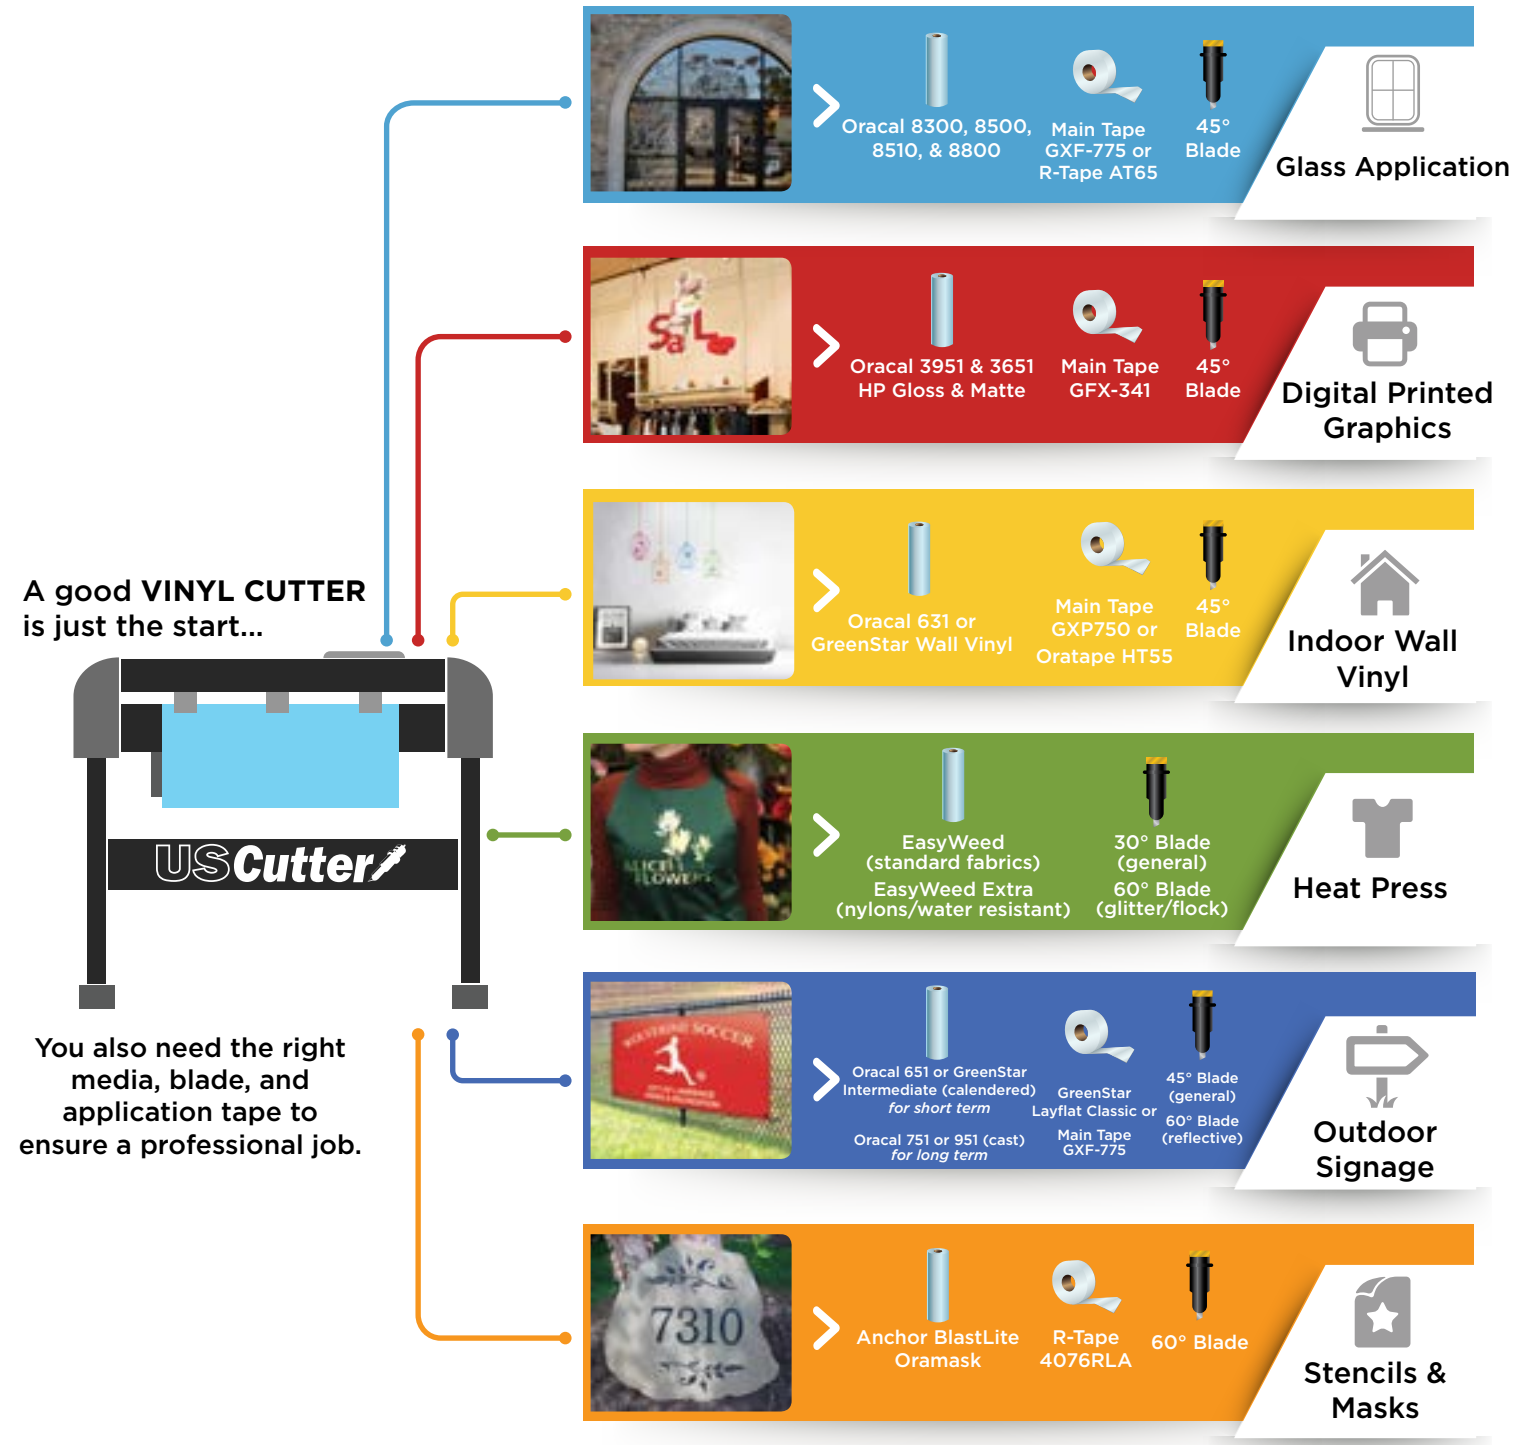 A good VINYL CUTTER
is just the start...
USCutter
You also need the right
media, blade, and
application tape to
ensure a professional job.
Oracal 8300, 8500,
8510, & 8800
Main Tape
GXF-775 or
R-Tape AT65
45°
Blade
Glass Application
SaLe
Oracal 3951 & 3651
HP Gloss & Matte
Main Tape
GFX-341
45°
Blade
Digital Printed
Graphics
Oracal 631 or
GreenStar Wall Vinyl
Main Tape
GXP750 or
Oratape HT55
45°
Blade
Indoor Wall
Vinyl
FLOWERS
EasyWeed
(standard fabrics)
EasyWeed Extra
(nylons/water resistant)
30° Blade
(general)
60° Blade
(glitter/flock)
Heat Press
WOLVERINE SOCCER
Oracal 651 or GreenStar
Intermediate (calendered)
for short term
Oracal 751 or 951 (cast)
for long term
GreenStar
Layflat Classic or
Main Tape
GXF-775
45° Blade
(general)
60° Blade
(reflective)
Outdoor
Signage
7310
Anchor BlastLite
Oramask
R-Tape
4076RLA
60° Blade
Stencils &
Masks